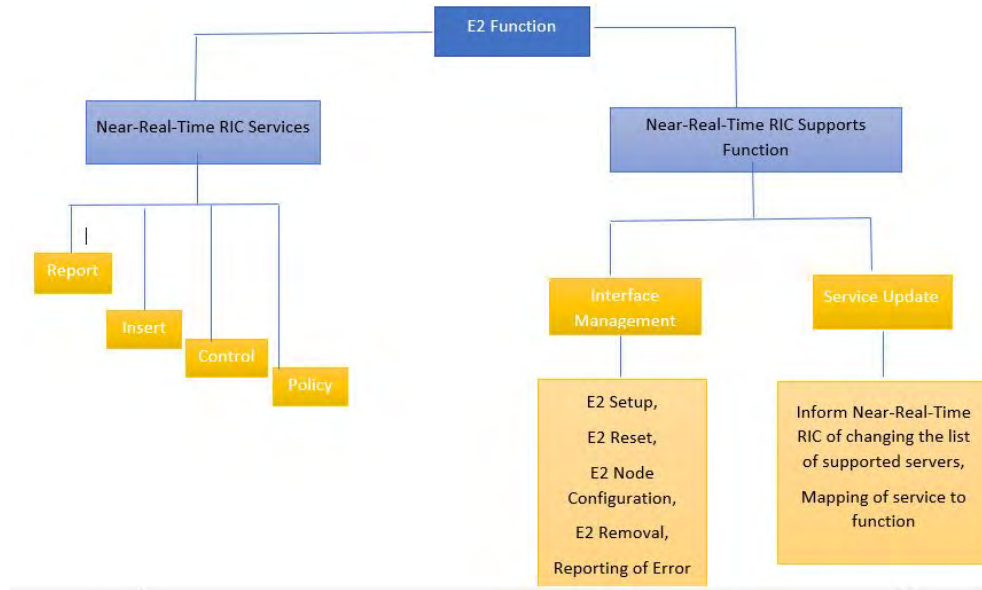 E2 Function
Near-Real-Time RIC Services
Near-Real-Time RIC Supports
Function
Report
Insert
Control
Policy
Interface
Management
Service Update
E2 Setup,
E2 Reset,
E2 Node
Configuration,
E2 Removal,
Reporting of Error
Inform Near-Real-Time
RIC of changing the list
of supported servers,
Mapping of service to
function